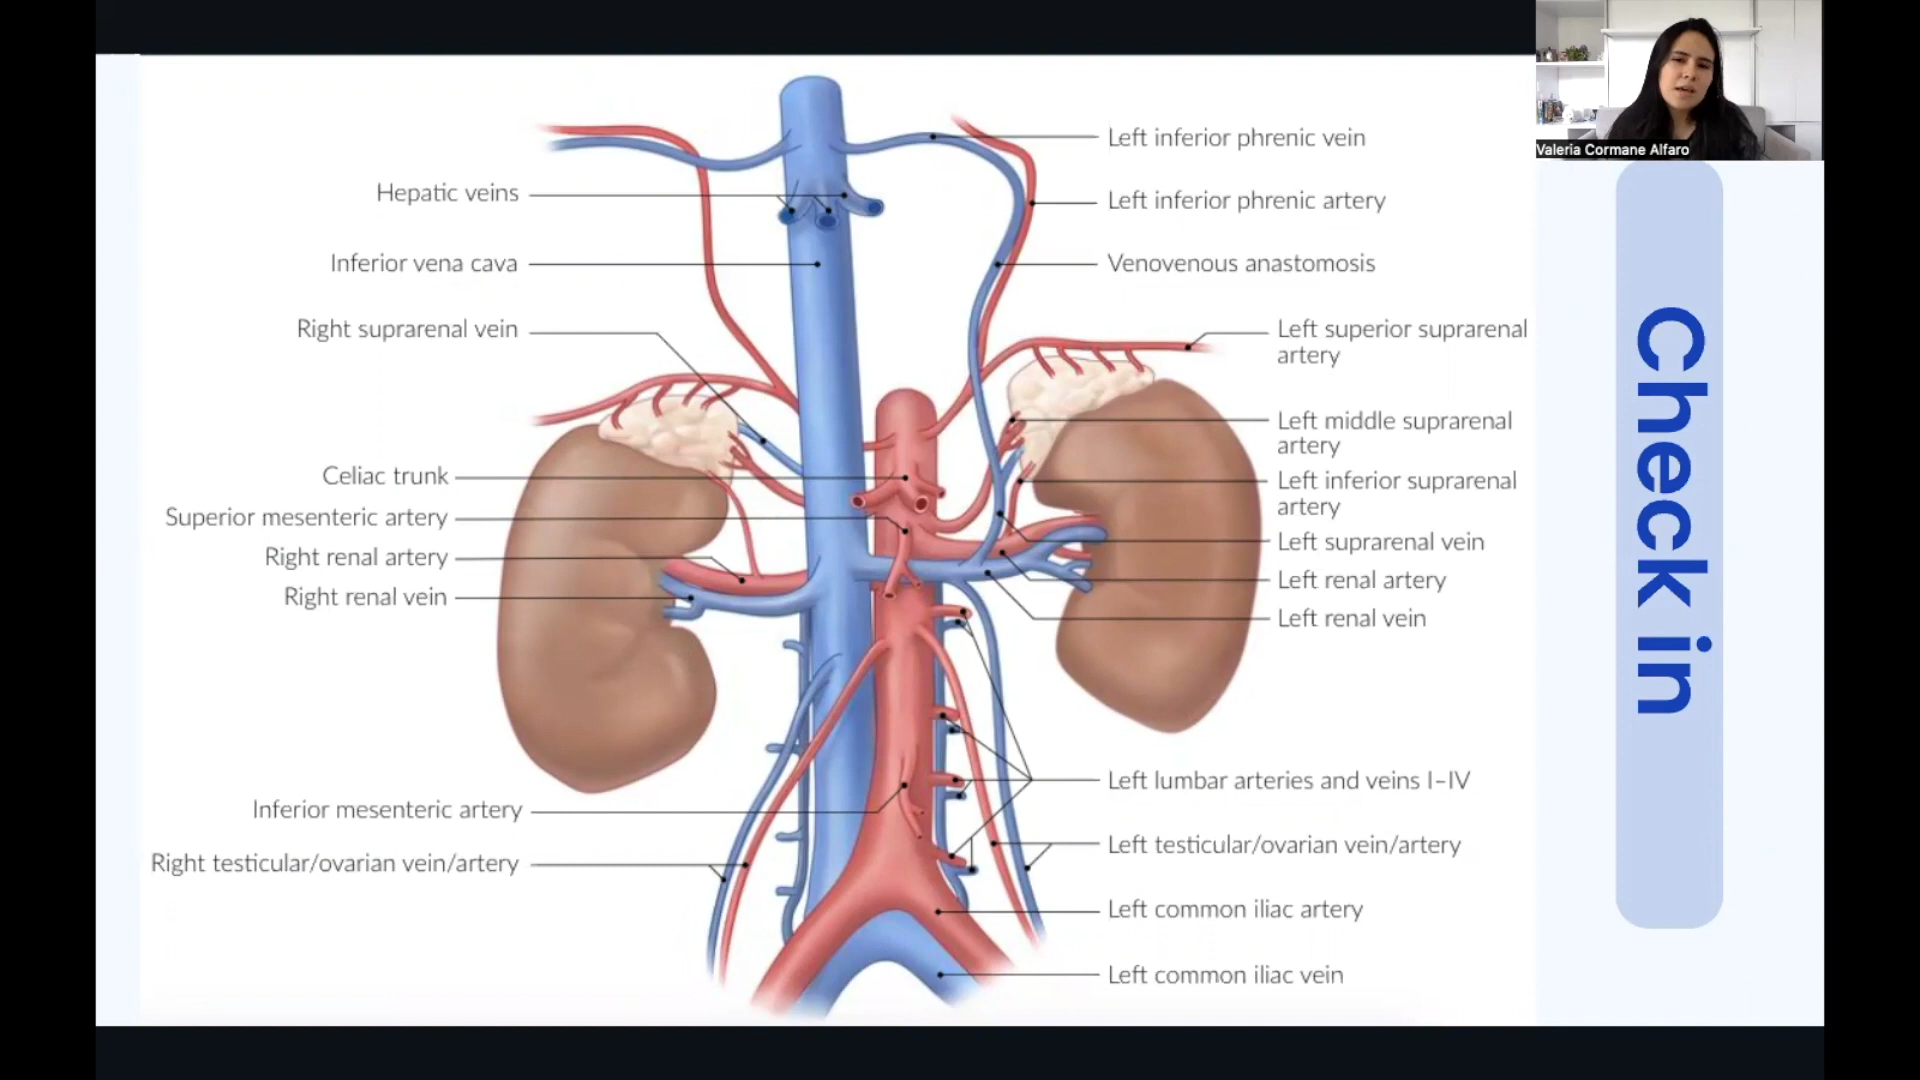 Valeria Cormane Alfaro
Check in
Hepatic veins
Inferior vena cava
Right suprarenal vein
Celiac trunk
Superior mesenteric artery
Right renal artery
Right renal vein
Inferior mesenteric artery
Right testicular/ovarian vein/artery
Left inferior phrenic vein
Left inferior phrenic artery
Venovenous anastomosis
Left superior suprarenal
artery
Left middle suprarenal
artery
Left inferior suprarenal
artery
Left suprarenal vein
Left renal artery
Left renal vein
Left lumbar arteries and veins I–IV
Left testicular/ovarian vein/artery
Left common iliac artery
Left common iliac vein